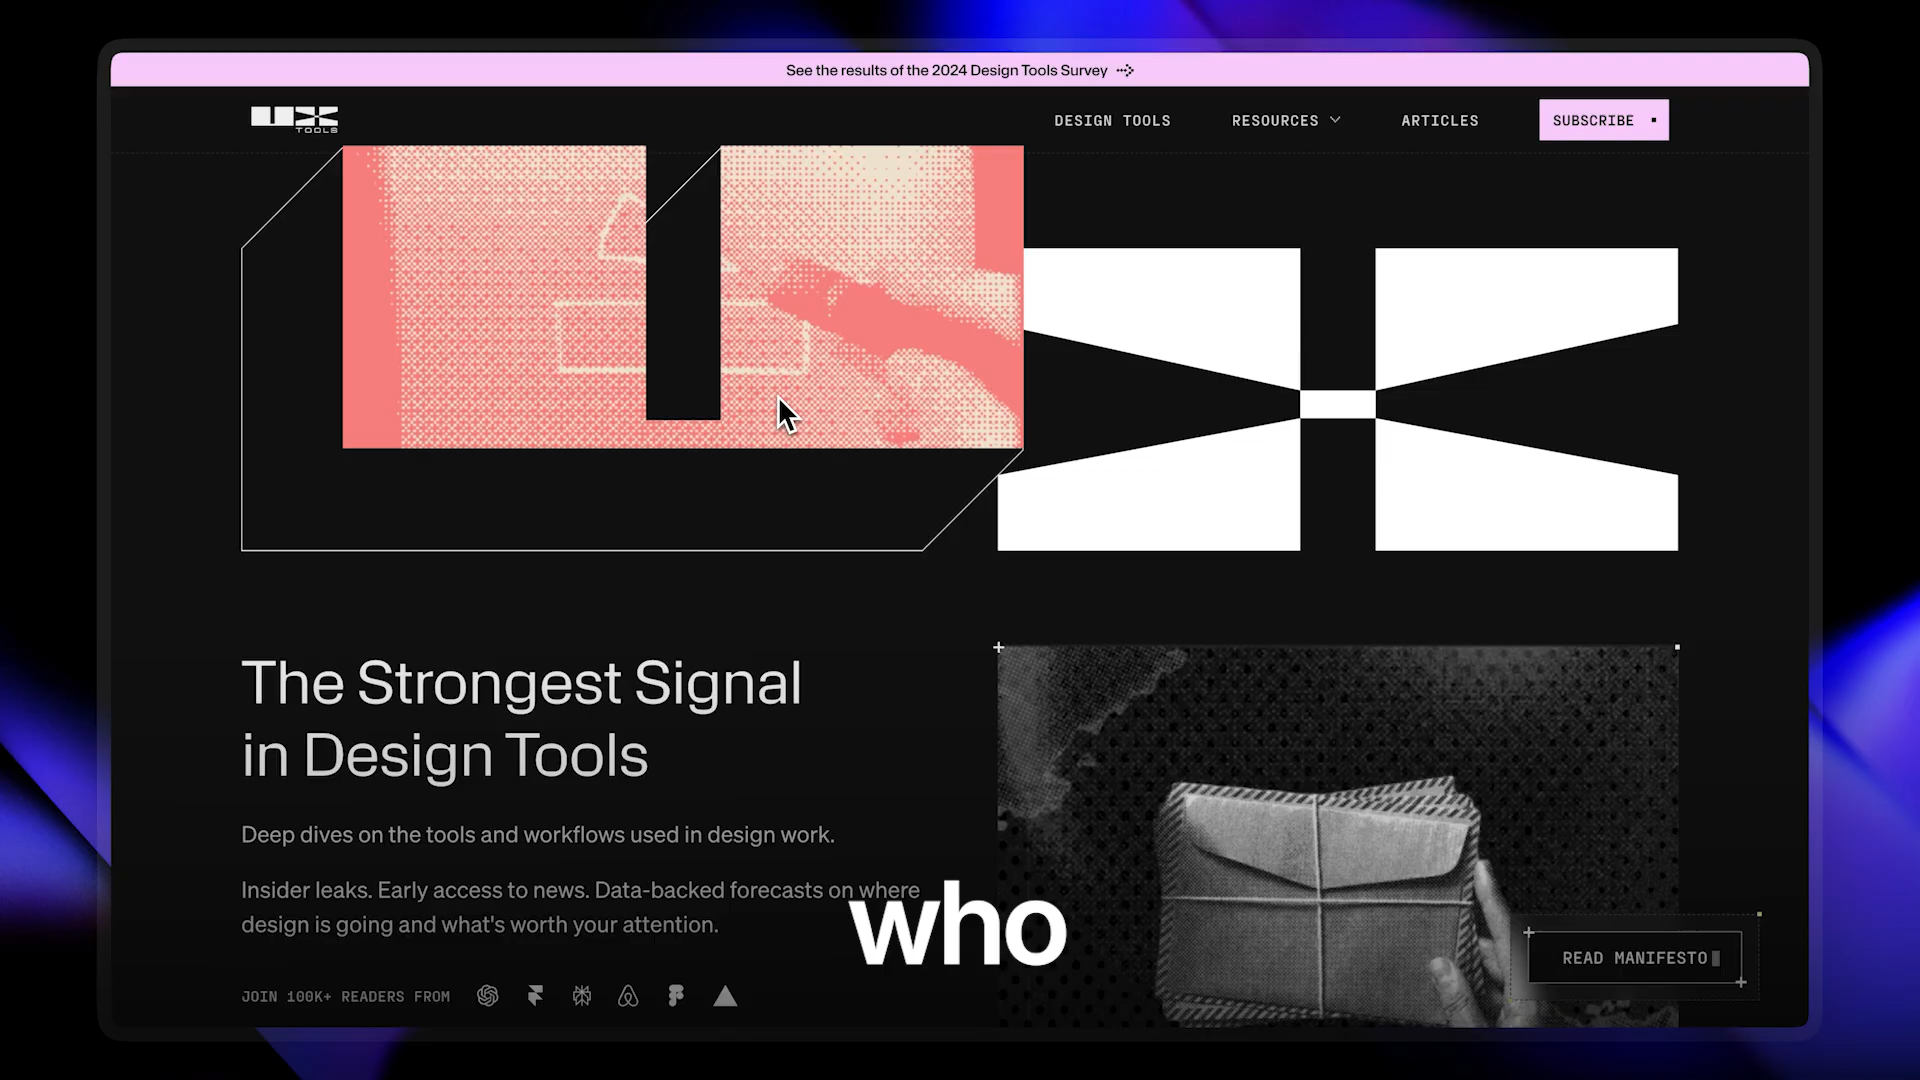 See the results of the 2024 Design Tools Survey
UX
TOOLS
DESIGN TOOLS
RESOURCES
ARTICLES
SUBSCRIBE
UX
The Strongest Signal
in Design Tools
Deep dives on the tools and workflows used in design work.
Insider leaks. Early access to news. Data-backed forecasts on where
design is going and what's worth your attention.
who
READ MANIFESTO
JOIN 100K+ READERS FROM